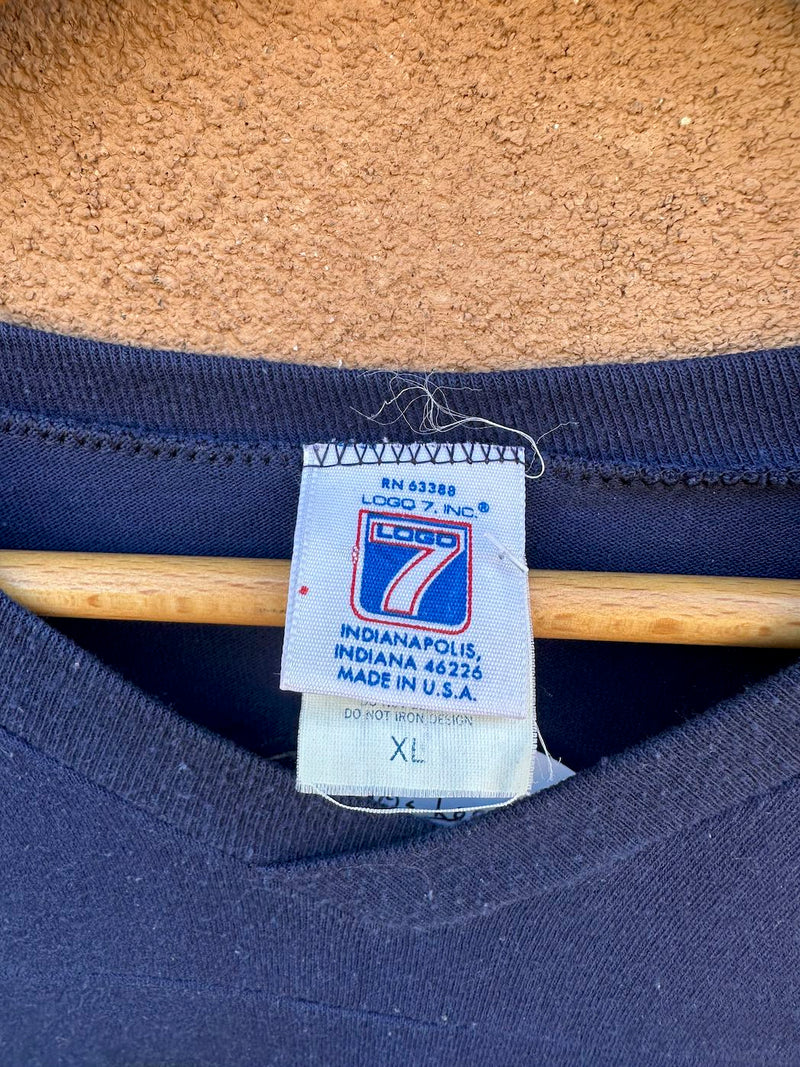 RN 63388
LOGO 7, INC.®
LOGO
7
INDIANAPOLIS,
INDIANA 46226
MADE IN U.S.A.
DO NOT IRON DESIGN
XL